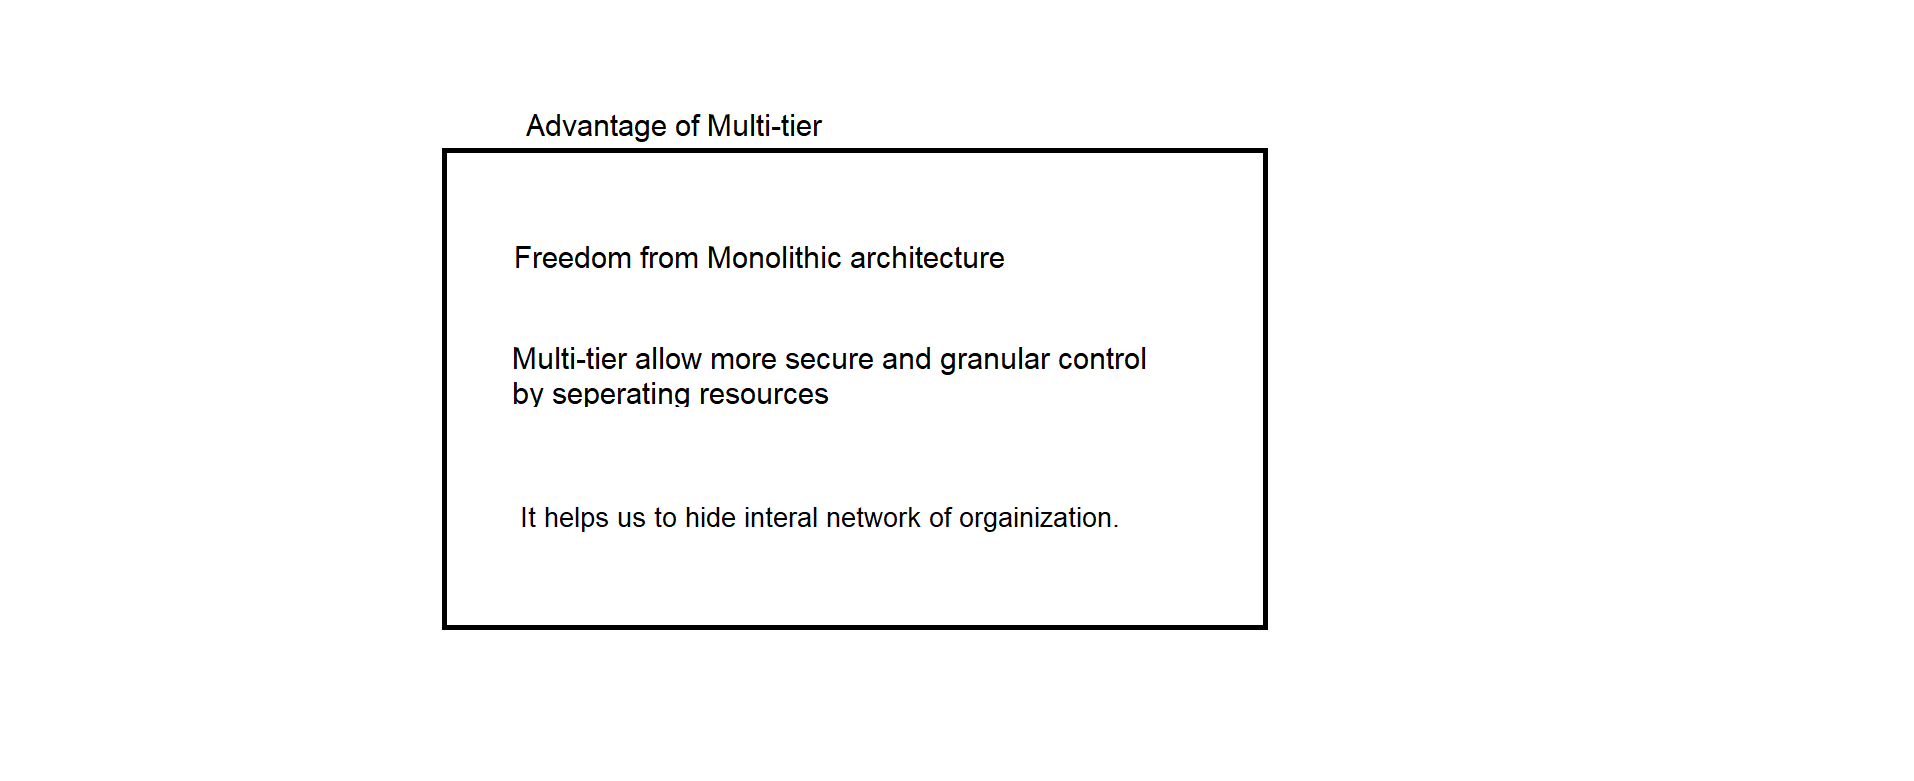 Advantage of Multi-tier
Freedom from Monolithic architecture
Multi-tier allow more secure and granular control
by seperating resources
It helps us to hide interal network of orgainization.